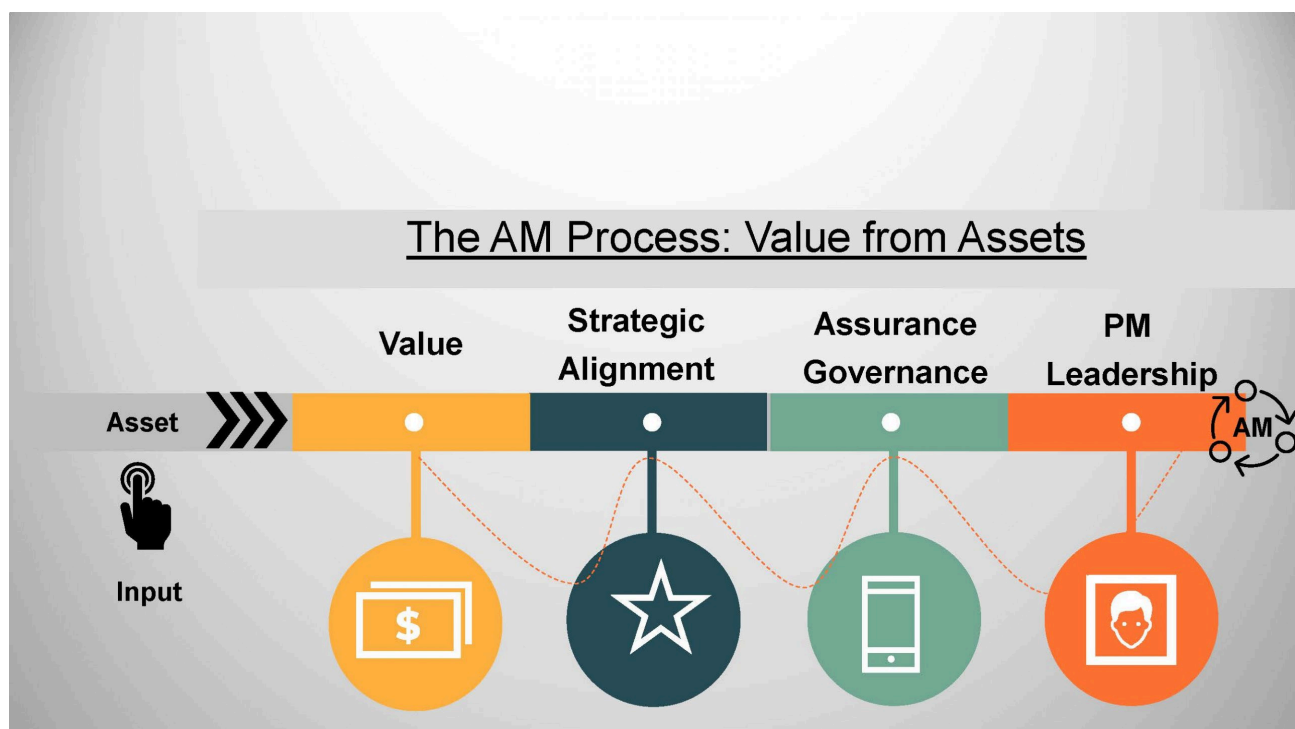 The AM Process: Value from Assets
Value
Strategic
Alignment
Assurance
Governance
PM
Leadership
Asset
AM
Input
$